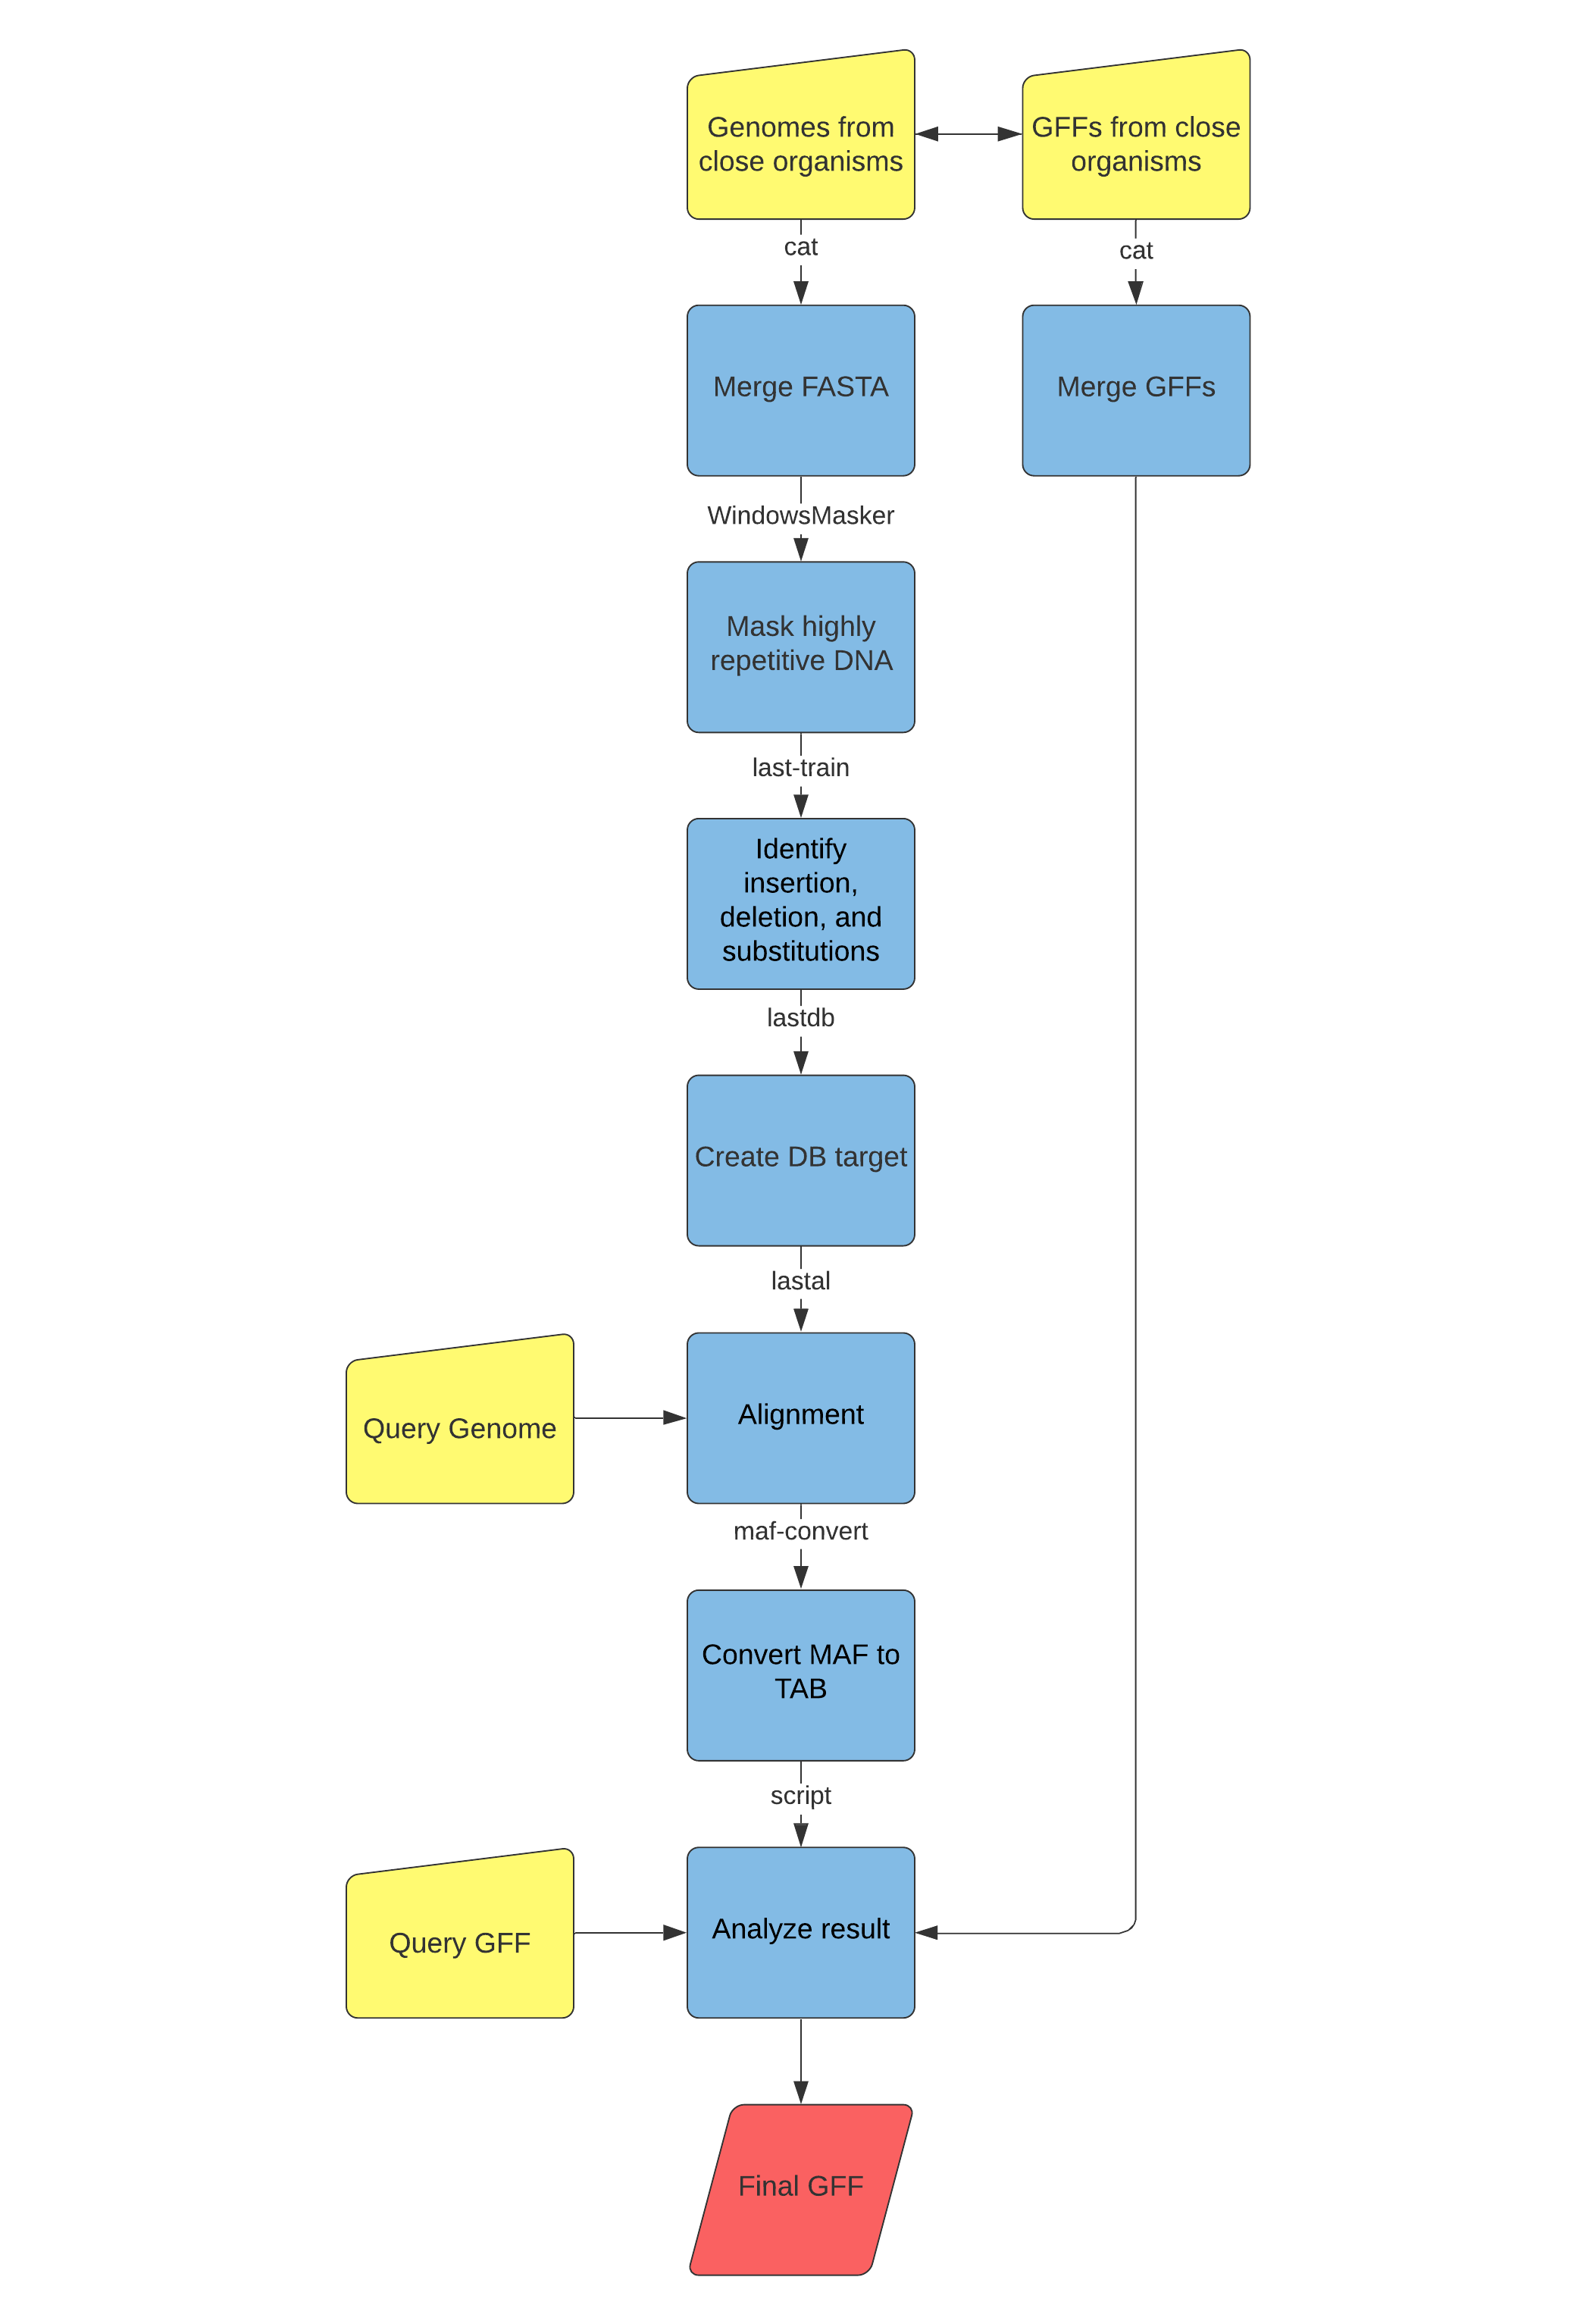 Genomes from
close organisms
GFFs from close
organisms
cat
cat
Merge FASTA
Merge GFFs
WindowsMasker
Mask highly
repetitive DNA
last-train
Identify
insertion,
deletion, and
substitutions
lastdb
Create DB target
lastal
Query Genome
Alignment
maf-convert
Convert MAF to
TAB
script
Query GFF
Analyze result
Final GFF